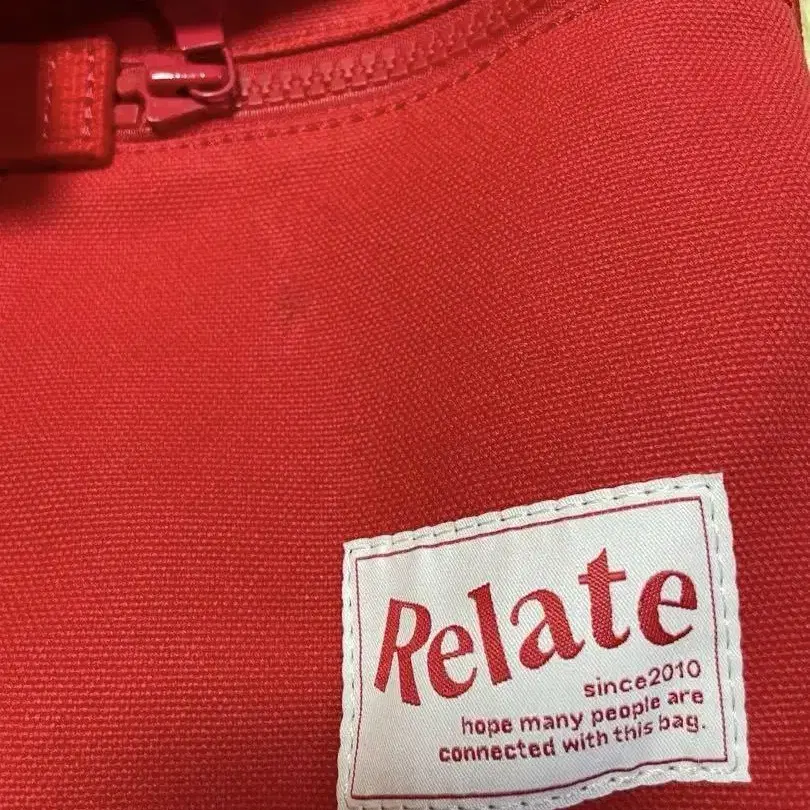 Relate
since2010
hope many people are
connected with this bag.